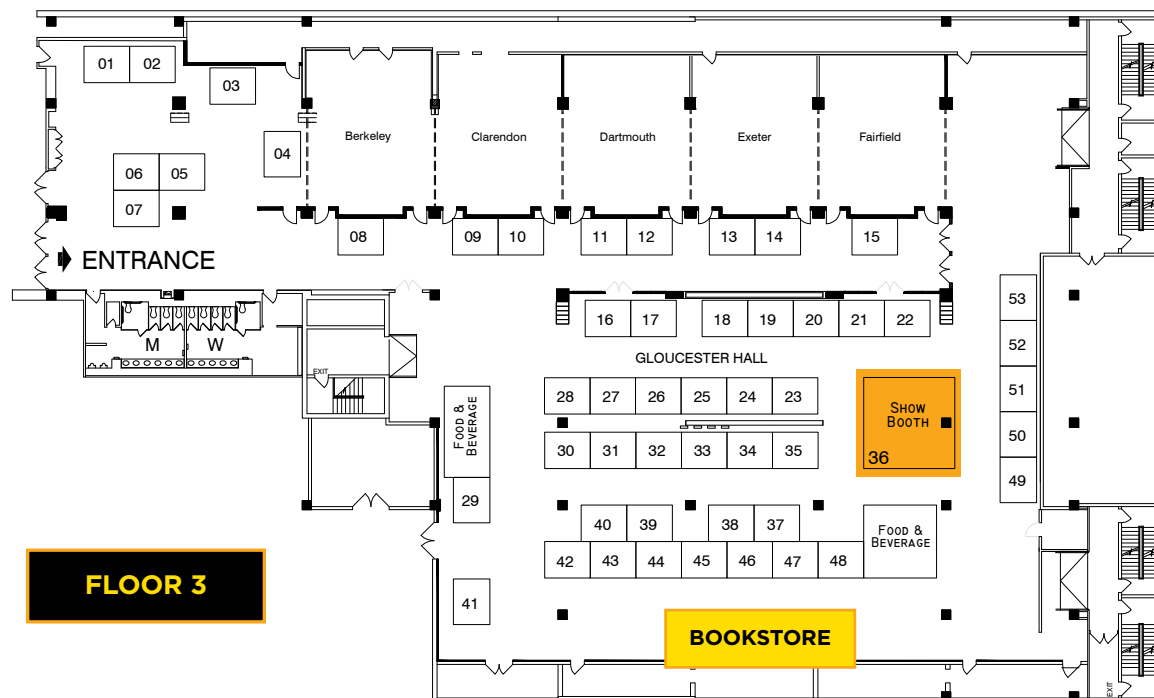 01 02
03
Berkeley Clarendon Dartmouth Exeter Fairfield
04
06 05
07
08 09 10 11 12 13 14 15
ENTRANCE
53
16 17 18 19 20 21 22
M W
52
GLOUCESTER HALL
EXIT
51
28 27 26 25 24 23
SHOW
BOOTH
36
FOOD &
BEVERAGE
50
30 31 32 33 34 35
49
29
40 39 38 37
FOOD &
BEVERAGE
42 43 44 45 46 47 48
FLOOR 3
41
BOOKSTORE
EXIT